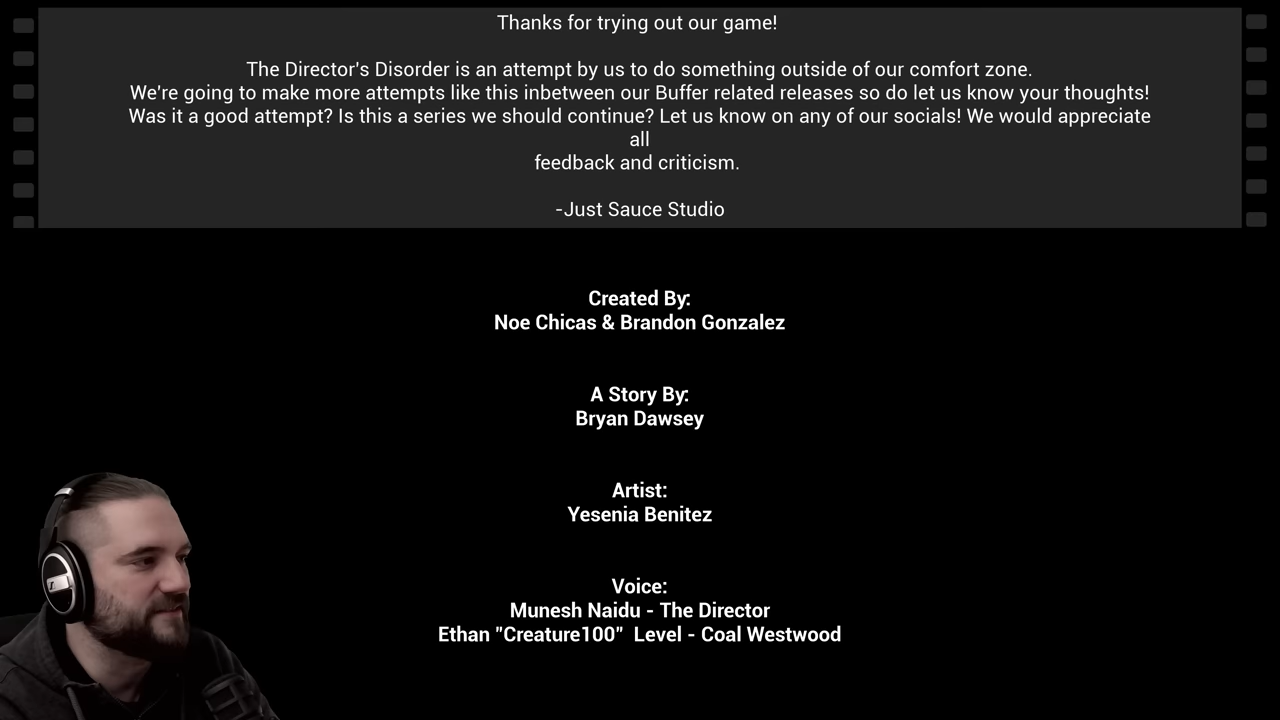 Thanks for trying out our game!
The Director's Disorder is an attempt by us to do something outside of our comfort zone.
We're going to make more attempts like this inbetween our Buffer related releases so do let us know your thoughts!
Was it a good attempt? Is this a series we should continue? Let us know on any of our socials! We would appreciate
all
feedback and criticism.
-Just Sauce Studio
Created By:
Noe Chicas & Brandon Gonzalez
A Story By:
Bryan Dawsey
Artist:
Yesenia Benitez
Voice:
Munesh Naidu - The Director
Ethan "Creature100"  Level - Coal Westwood